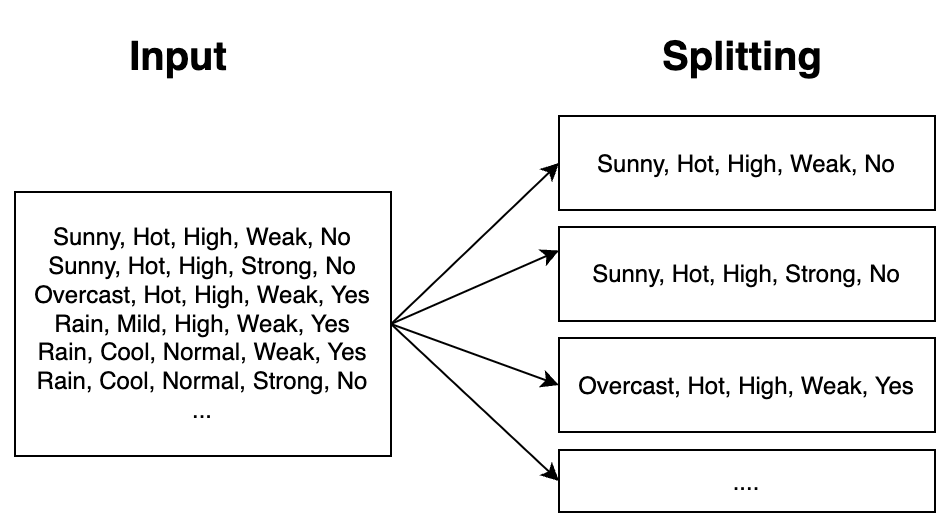 Input
Sunny, Hot, High, Weak, No
Sunny, Hot, High, Strong, No
Overcast, Hot, High, Weak, Yes
Rain, Mild, High, Weak, Yes
Rain, Cool, Normal, Weak, Yes
Rain, Cool, Normal, Strong, No
...
Splitting
Sunny, Hot, High, Weak, No
Sunny, Hot, High, Strong, No
Overcast, Hot, High, Weak, Yes
....